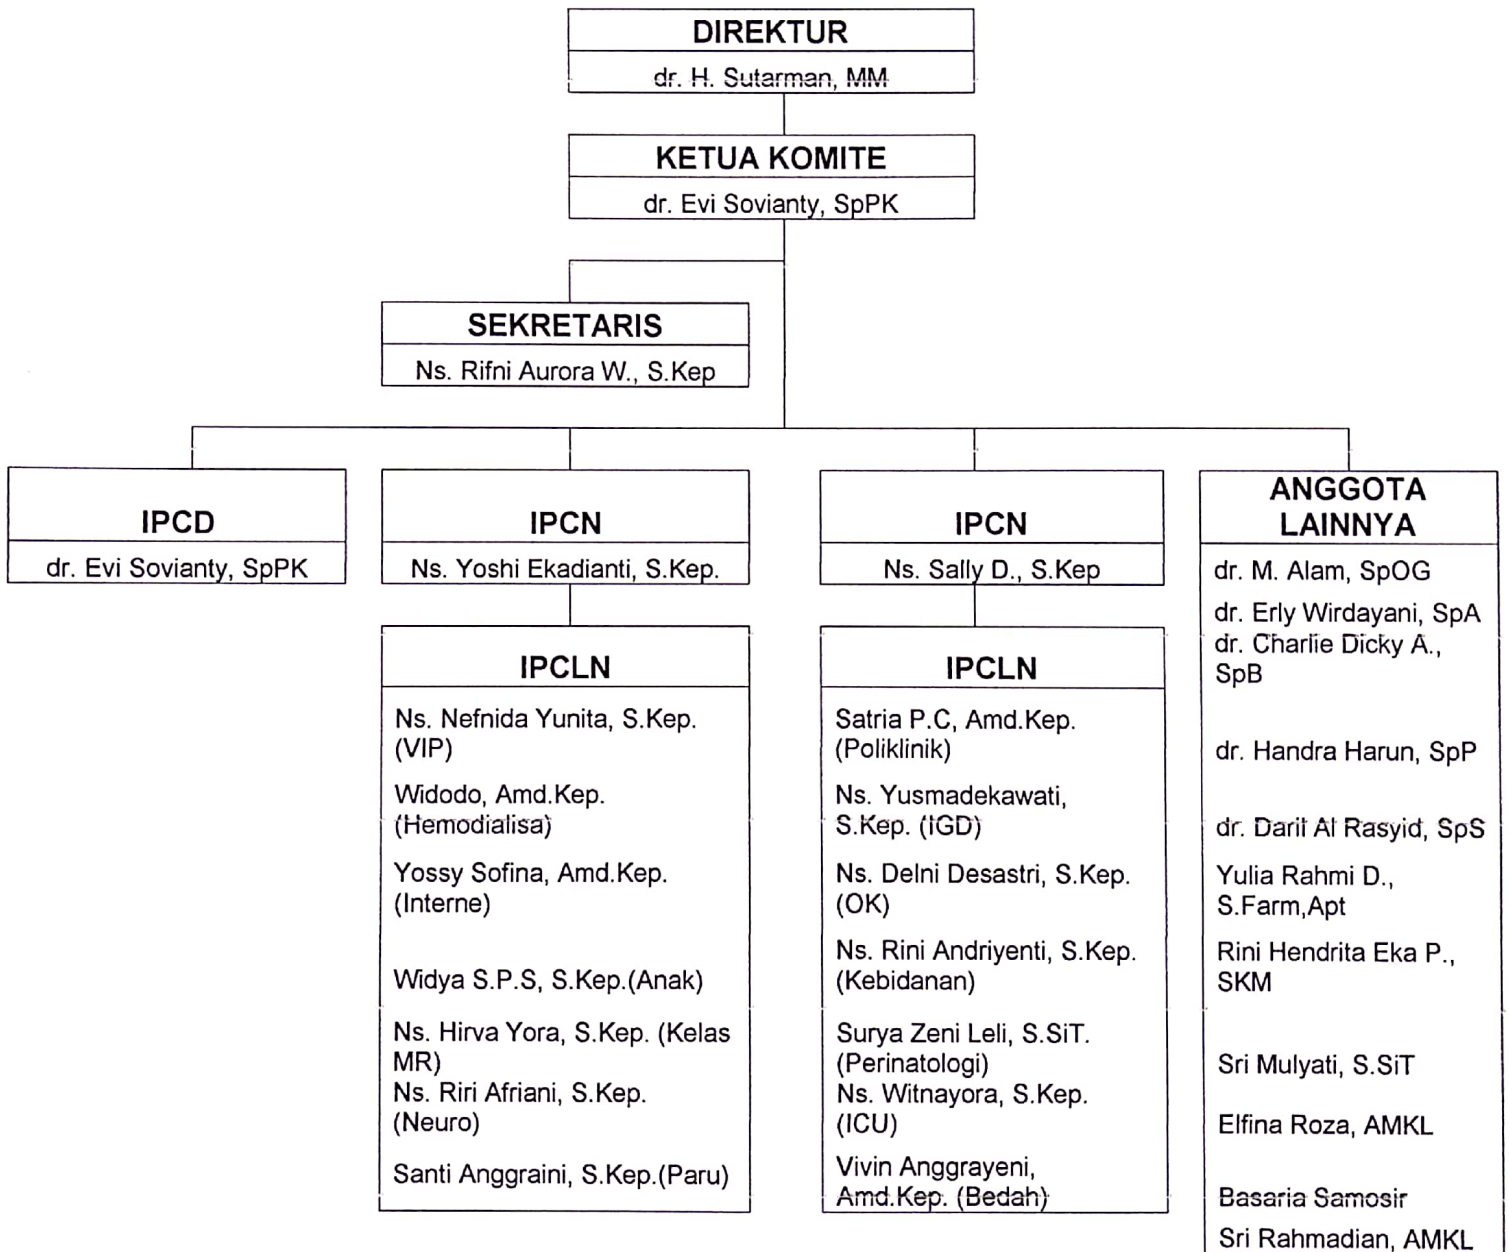 DIREKTUR
dr. H. Sutarman, MM
KETUA KOMITE
dr. Evi Sovianty, SpPK
SEKRETARIS
Ns. Rifni Aurora W., S.Kep
IPCD
dr. Evi Sovianty, SpPK
IPCN
Ns. Yoshi Ekadianti, S.Kep.
IPCLN
Ns. Nefnida Yunita, S.Kep.
(VIP)
Widodo, Amd.Kep.
(Hemodialisa)
Yossy Sofina, Amd.Kep.
(Interne)
Widya S.P.S, S.Kep.(Anak)
Ns. Hirva Yora, S.Kep. (Kelas
MR)
Ns. Riri Afriani, S.Kep.
(Neuro)
Santi Anggraini, S.Kep.(Paru)
IPCN
Ns. Sally D., S.Kep
IPCLN
Satria P.C, Amd.Kep.
(Poliklinik)
Ns. Yusmadekawati,
S.Kep. (IGD)
Ns. Delni Desastri, S.Kep.
(OK)
Ns. Rini Andriyenti, S.Kep.
(Kebidanan)
Surya Zeni Leli, S.SiT.
(Perinatologi)
Ns. Witnayora, S.Kep.
(ICU)
Vivin Anggrayeni,
Amd.Kep. (Bedah)
ANGGOTA
LAINNYA
dr. M. Alam, SpOG
dr. Erly Wirdayani, SpA
dr. Charlie Dicky A.,
SpB
dr. Handra Harun, SpP
dr. Daril Al Rasyid, SpS
Yulia Rahmi D.,
S.Farm,Apt
Rini Hendrita Eka P.,
SKM
Sri Mulyati, S.SiT
Elfina Roza, AMKL
Basaria Samosir
Sri Rahmadian, AMKL